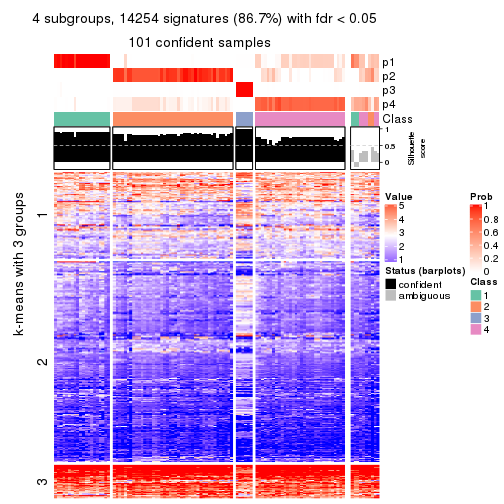 4 subgroups, 14254 signatures (86.7%) with fdr < 0.05
101 confident samples
p1
p2
p3
p4
Class
1
0.5
0
Silhouette
score
k-means with 3 groups
1
2
3
Value
5
4
3
2
1
Status (barplots)
confident
ambiguous
Prob
1
0.8
0.6
0.4
0.2
0
Class
1
2
3
4